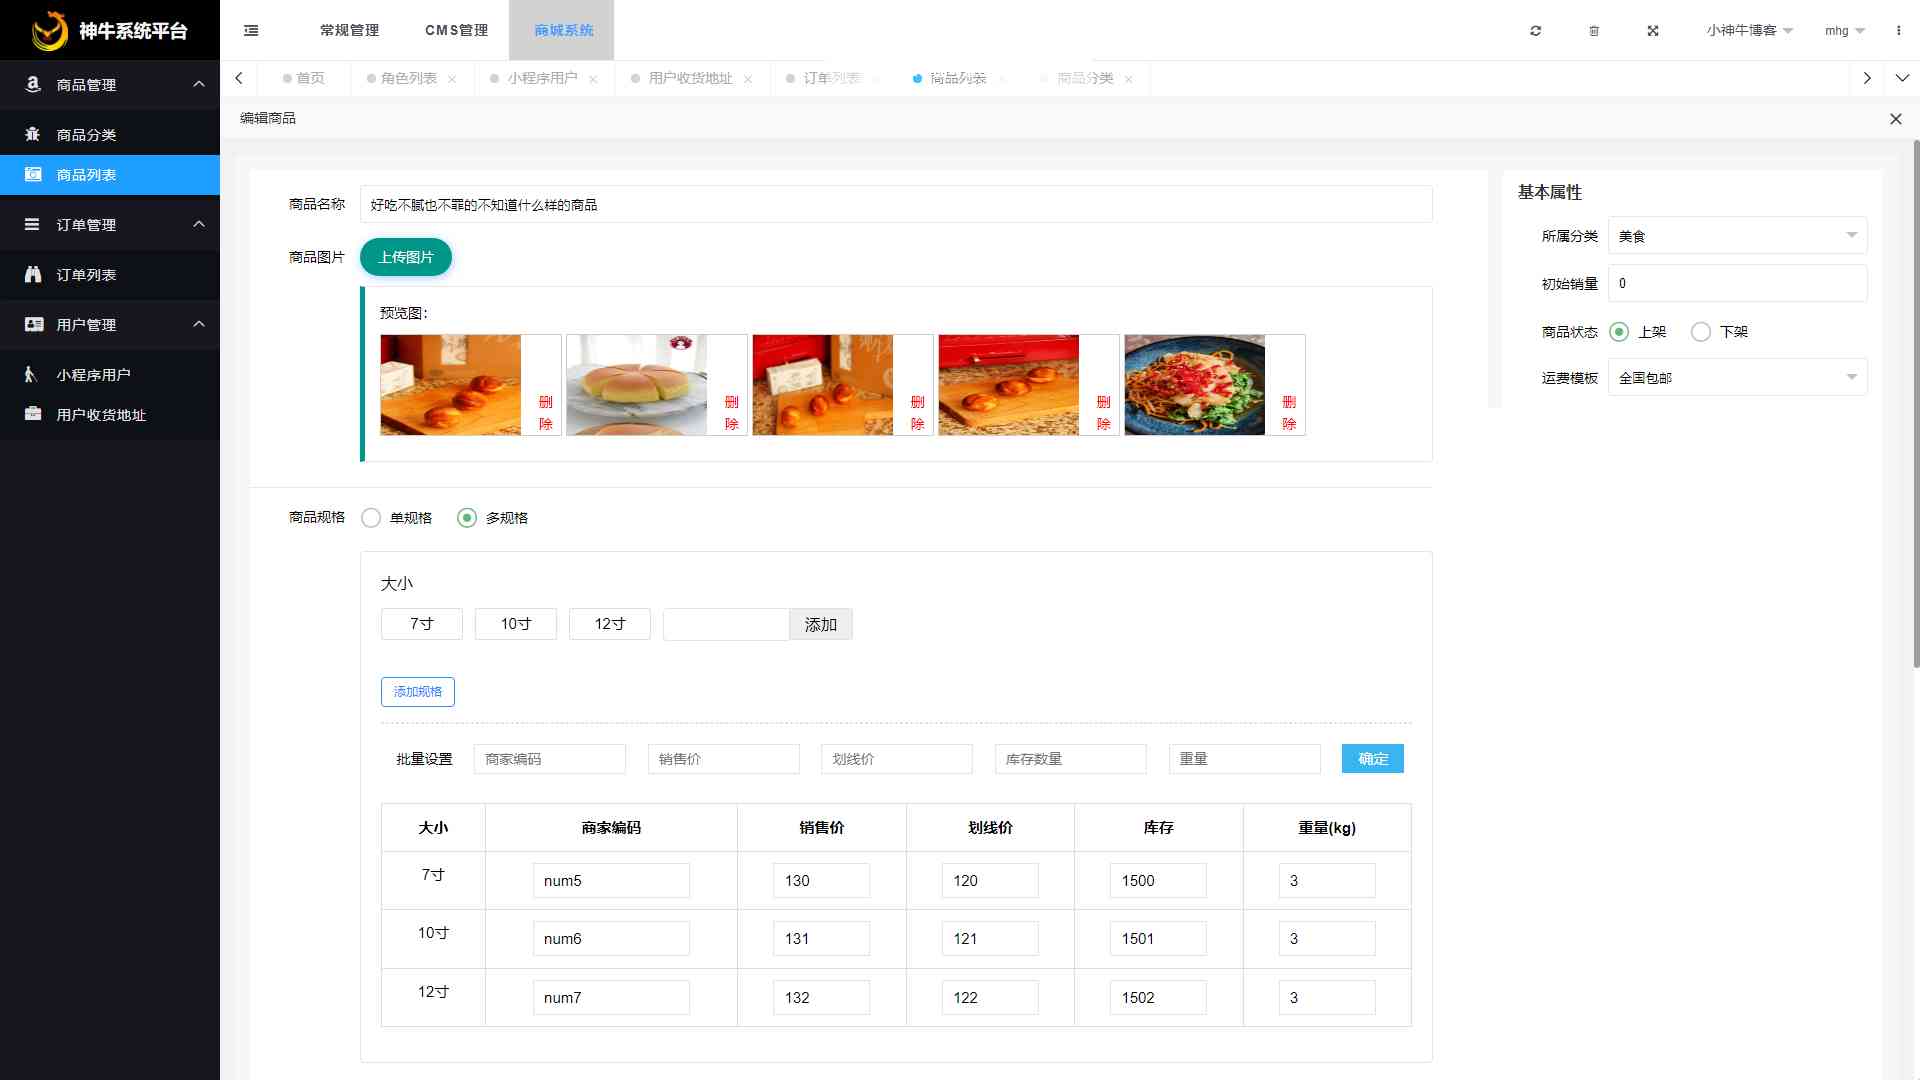 神牛系统平台
常规管理
CMS管理
商城系统
小神牛博客
mhg
商品管理
商品分类
商品列表
订单管理
订单列表
用户管理
小程序用户
用户收货地址
首页
角色列表
小程序用户
用户收货地址
订单列表
商品列表
商品分类
编辑商品
商品名称
好吃不腻也不罪的不知道什么样的商品
商品图片
上传图片
预览图:
删除
删除
删除
删除
删除
商品规格
单规格
多规格
大小
7寸
10寸
12寸
添加
添加规格
批量设置
商家编码
销售价
划线价
库存数量
重量
确定
大小 商家编码 销售价 划线价 库存 重量(kg)
7寸 num5 130 120 1500 3
10寸 num6 131 121 1501 3
12寸 num7 132 122 1502 3
基本属性
所属分类
美食
初始销量
0
商品状态
上架
下架
运费模板
全国包邮